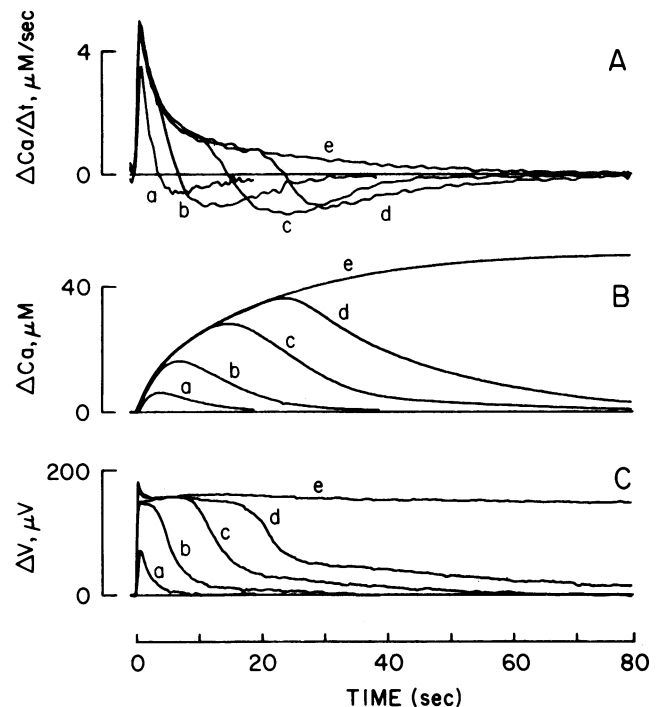 A
ΔCa/Δt, μM/sec
4
0
e
a
b
c
d
B
ΔCa, μM
40
0
e
d
c
b
a
C
ΔV, μV
200
0
e
d
c
b
a
0 20 40 60 80
TIME (sec)